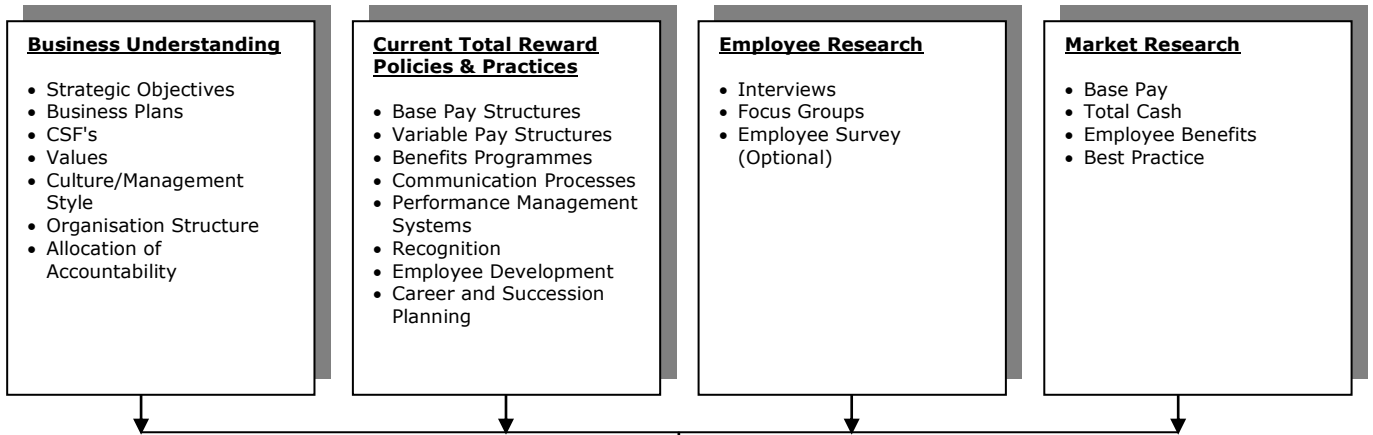 Business Understanding
• Strategic Objectives
• Business Plans
• CSF's
• Values
• Culture/Management
Style
• Organisation Structure
• Allocation of
Accountability
Current Total Reward
Policies & Practices
• Base Pay Structures
• Variable Pay Structures
• Benefits Programmes
• Communication Processes
• Performance Management
Systems
• Recognition
• Employee Development
• Career and Succession
Planning
Employee Research
• Interviews
• Focus Groups
• Employee Survey
(Optional)
Market Research
• Base Pay
• Total Cash
• Employee Benefits
• Best Practice